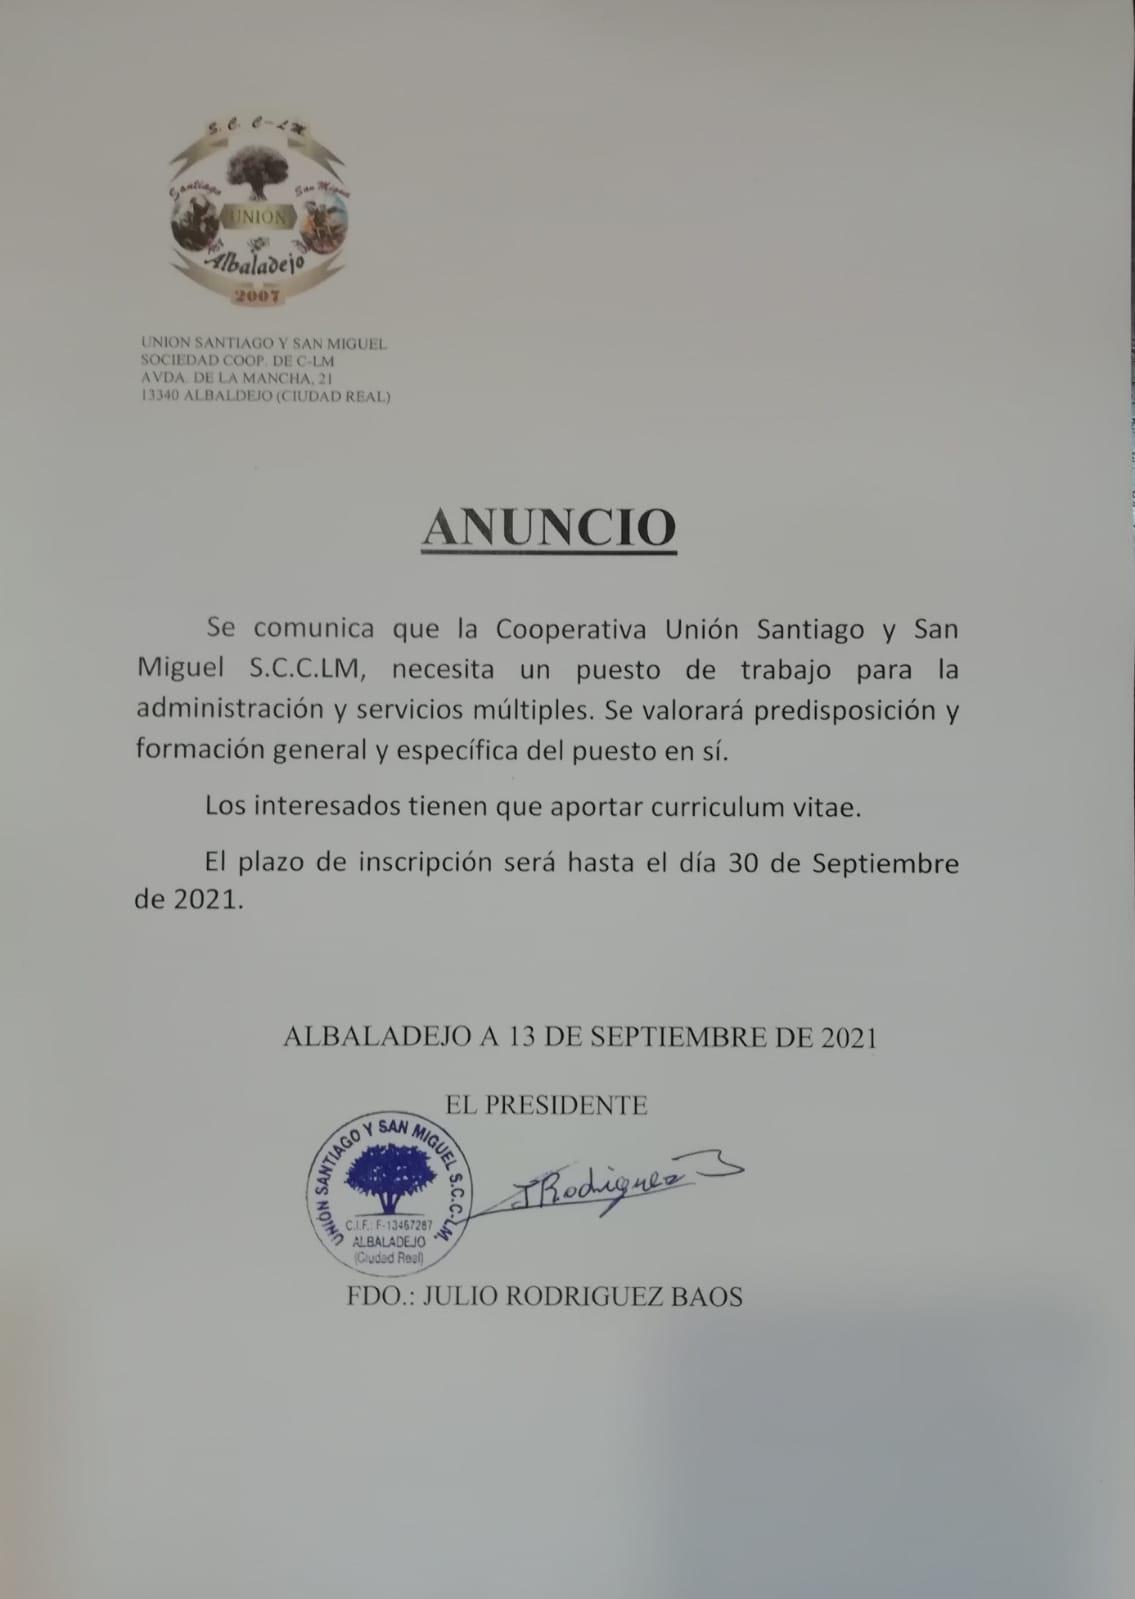 S. C. C-LM
Santiago San Miguel
UNIÓN
Albaladejo
2007
UNION SANTIAGO Y SAN MIGUEL
SOCIEDAD COOP. DE C-LM
AVDA. DE LA MANCHA, 21
13340 ALBALDEJO (CIUDAD REAL)
ANUNCIO
Se comunica que la Cooperativa Unión Santiago y San
Miguel S.C.C.LM, necesita un puesto de trabajo para la
administración y servicios múltiples. Se valorará predisposición y
formación general y específica del puesto en sí.
Los interesados tienen que aportar curriculum vitae.
El plazo de inscripción será hasta el día 30 de Septiembre
de 2021.
ALBALADEJO A 13 DE SEPTIEMBRE DE 2021
EL PRESIDENTE
UNIÓN SANTIAGO Y SAN MIGUEL S.C.C-LM.
C.I.F.: F-13467287
ALBALADEJO
(Ciudad Real)
JRodriguez B
FDO.: JULIO RODRIGUEZ BAOS